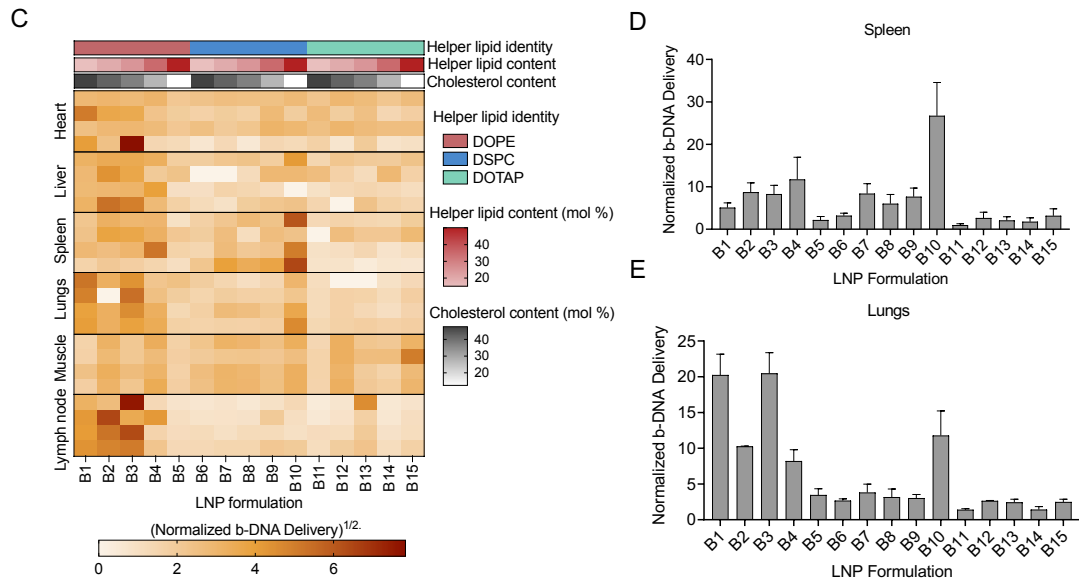 C
Helper lipid identity
Helper lipid content
Cholesterol content
Heart
Liver
Spleen
Lungs
Muscle
Lymph node
B1 B2 B3 B4 B5 B6 B7 B8 B9 B10 B11 B12 B13 B14 B15
LNP formulation
(Normalized b-DNA Delivery)1/2.
0 2 4 6
Helper lipid identity
DOPE
DSPC
DOTAP
Helper lipid content (mol %)
40
30
20
Cholesterol content (mol %)
40
30
20
D
Spleen
Normalized b-DNA Delivery
40
30
20
10
0
B1 B2 B3 B4 B5 B6 B7 B8 B9 B10 B11 B12 B13 B14 B15
LNP Formulation
E
Lungs
Normalized b-DNA Delivery
25
20
15
10
5
0
B1 B2 B3 B4 B5 B6 B7 B8 B9 B10 B11 B12 B13 B14 B15
LNP Formulation